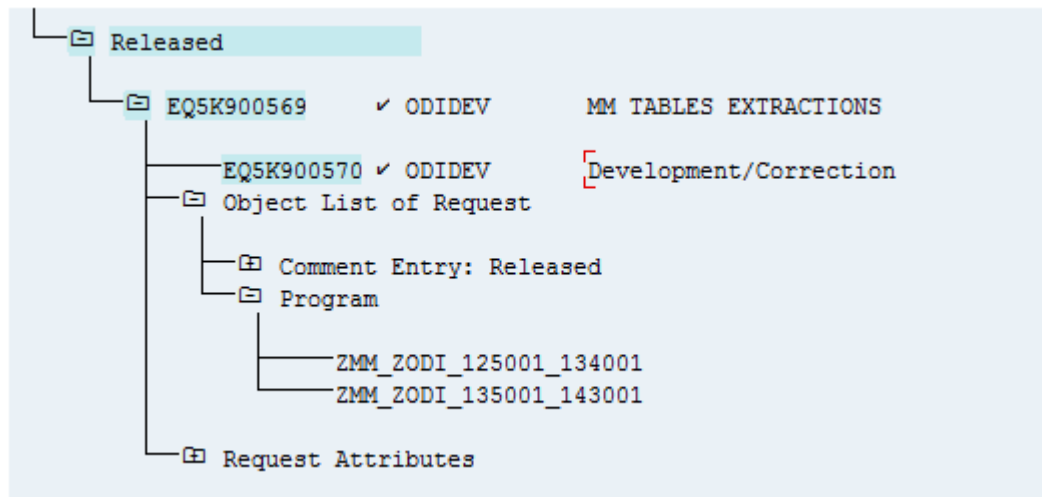 Released
EQ5K900569 ✔ ODIDEV MM TABLES EXTRACTIONS
EQ5K900570 ✔ ODIDEV Development/Correction
Object List of Request
Comment Entry: Released
Program
ZMM_ZODI_125001_134001
ZMM_ZODI_135001_143001
Request Attributes